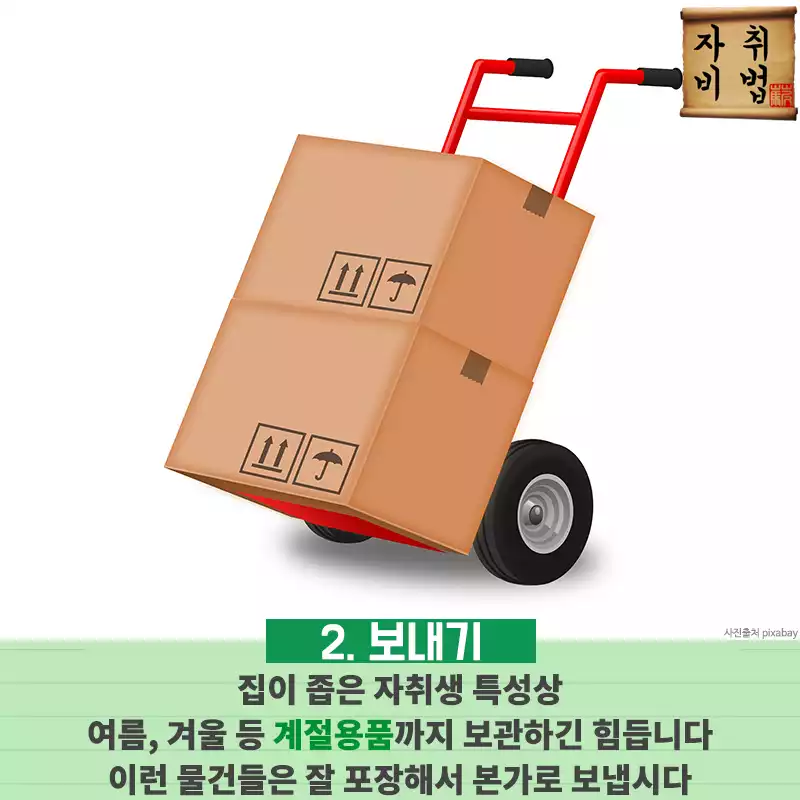 자취
비법
사진출처 pixabay
2. 보내기
집이 좁은 자취생 특성상
여름, 겨울 등 계절용품까지 보관하긴 힘듭니다
이런 물건들은 잘 포장해서 본가로 보냅시다